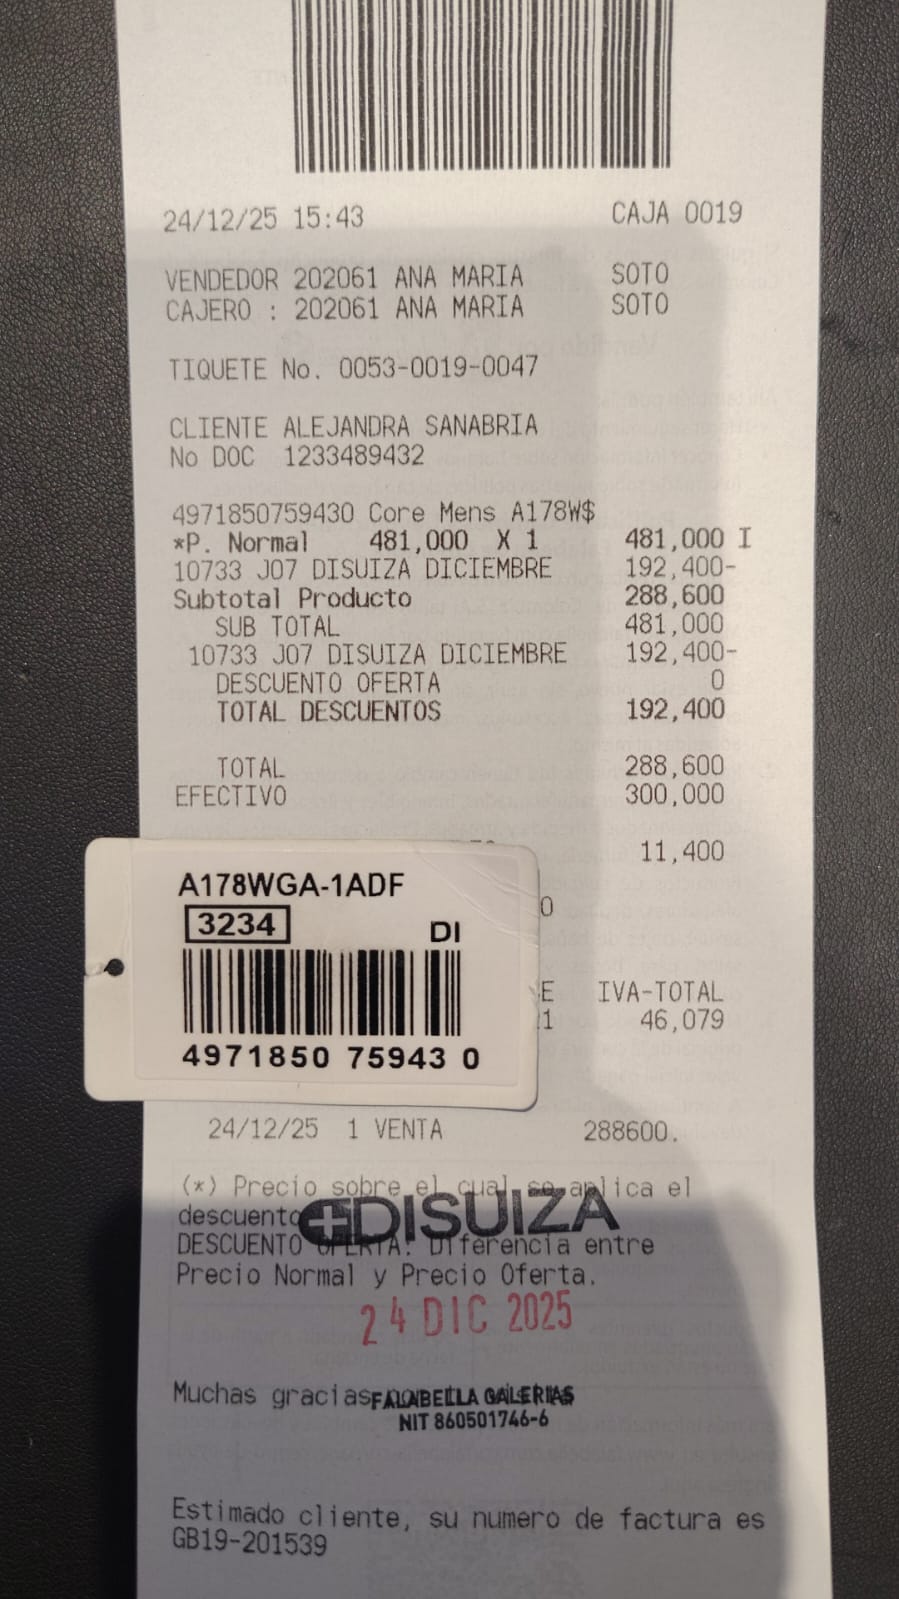 24/12/25 15:43 CAJA 0019
VENDEDOR 202061 ANA MARIA SOTO
CAJERO : 202061 ANA MARIA SOTO
TIQUETE No. 0053-0019-0047
CLIENTE ALEJANDRA SANABRIA
No DOC 1233489432
4971850759430 Core Mens A178W$
*P. Normal 481,000 X 1 481,000 I
10733 J07 DISUIZA DICIEMBRE 192,400-
Subtotal Producto 288,600
SUB TOTAL 481,000
10733 J07 DISUIZA DICIEMBRE 192,400-
DESCUENTO OFERTA 0
TOTAL DESCUENTOS 192,400
TOTAL 288,600
EFECTIVO 300,000
11,400
A178WGA-1ADF
3234 DI
4971850 75943 0
0
E IVA-TOTAL
1 46,079
24/12/25 1 VENTA 288600.
(*) Precio sobre el cual se aplica el
descuento
DISUIZA
DESCUENTO OFERTA: Diferencia entre
Precio Normal y Precio Oferta.
24 DIC 2025
Muchas gracias
FALABELLA GALERIAS
NIT 860501746-6
Estimado cliente, su numero de factura es
GB19-201539